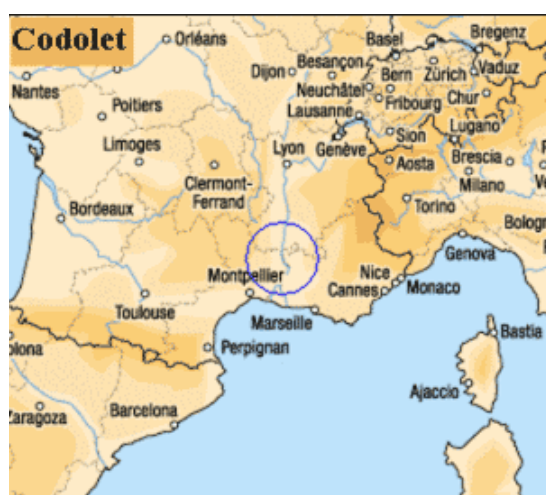 Codolet
Orléans
Basel
Bregenz
Besançon
Dijon
Zürich
Vaduz
Nantes
Neuchâtel
Bern
Poitiers
Fribourg
Chur
Lausanne
Lugano
Limoges
Lyon
Genève
Sion
Brescia
Aosta
Clermont-
Ferrand
Milano
Bordeaux
Torino
Bologn
Genova
Montpellier
Nice
Cannes
Monaco
Toulouse
Marseille
Bastia
Perpignan
Ajaccio
Zaragoza
Barcelona